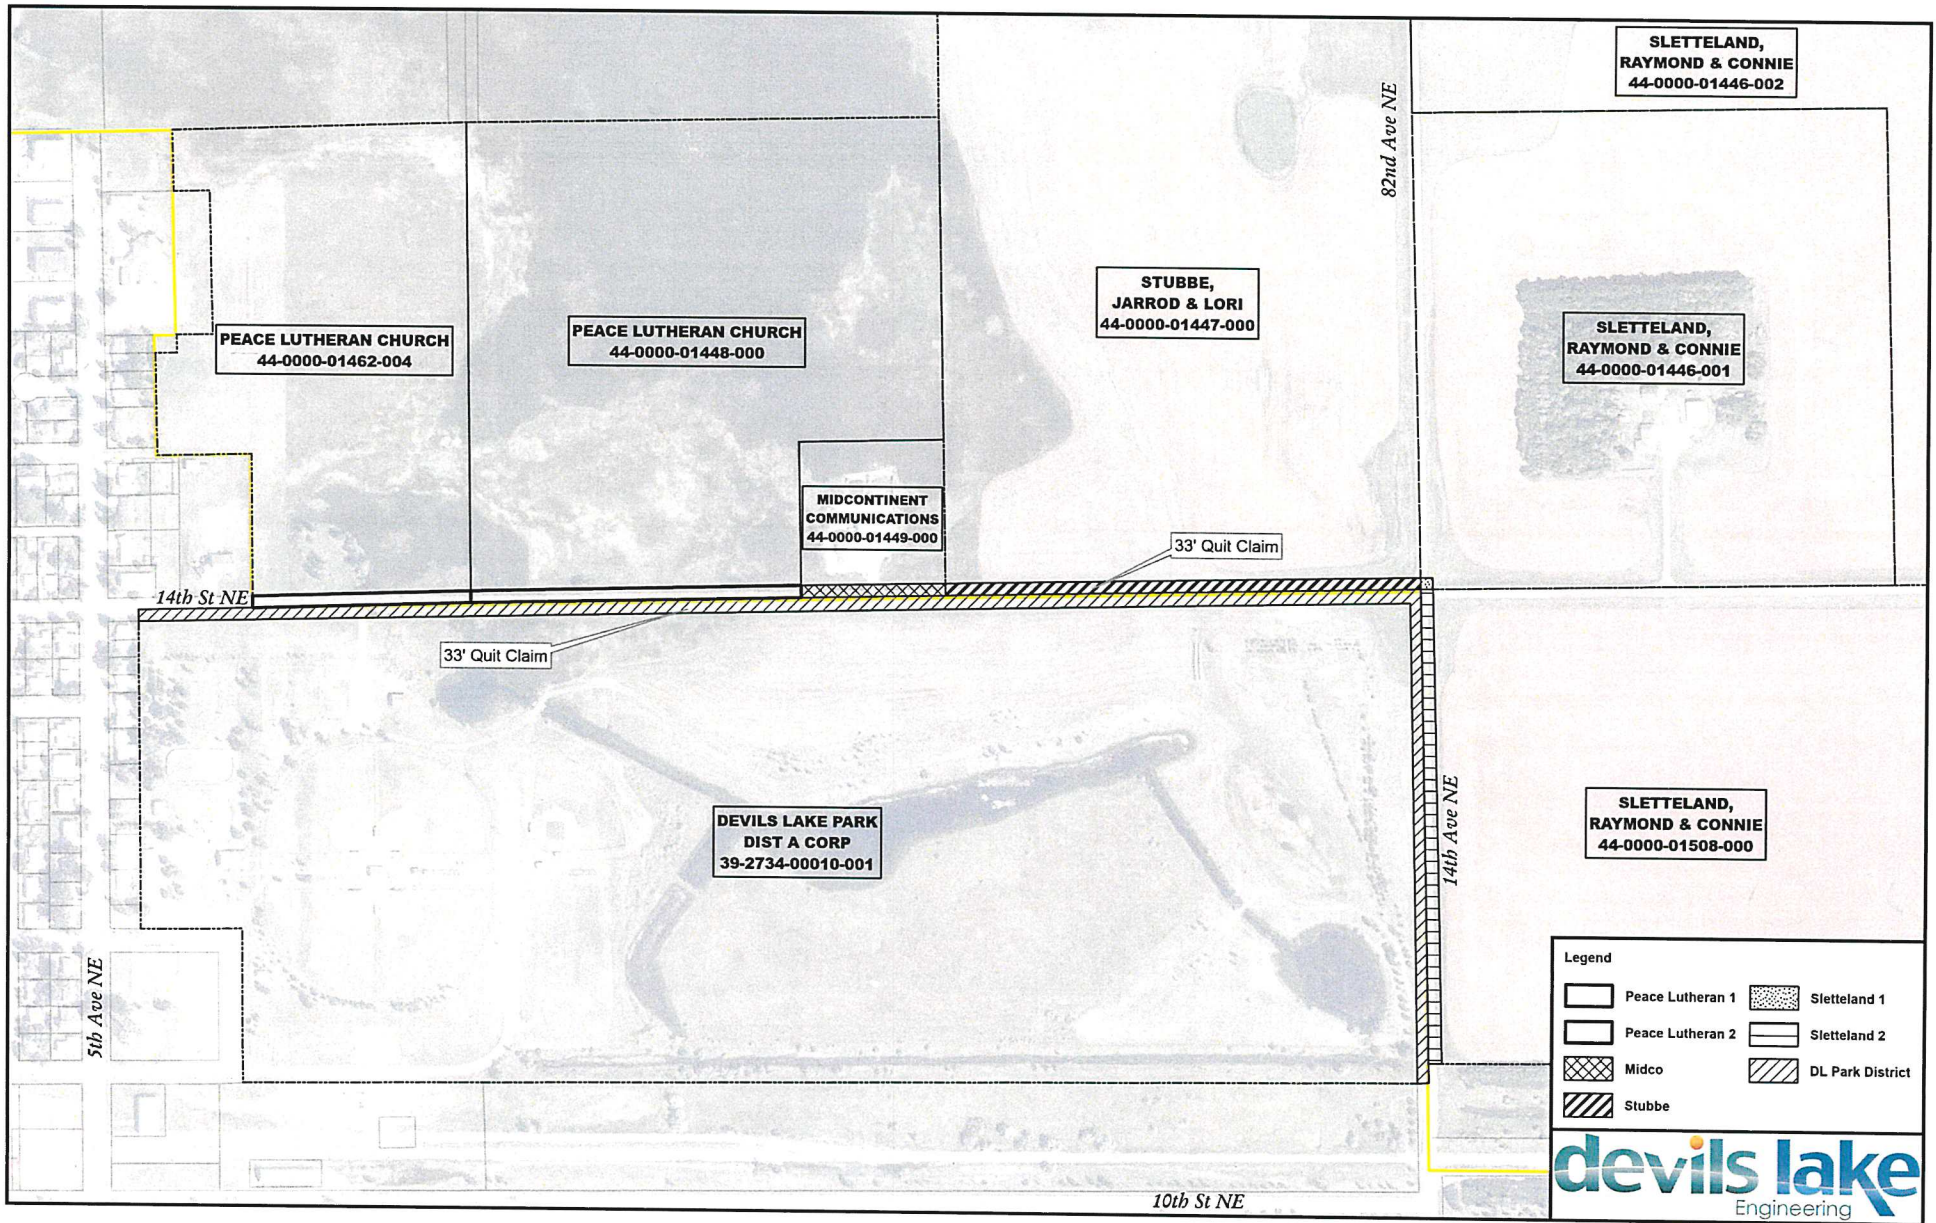 SLETTELAND,
RAYMOND & CONNIE
44-0000-01446-002
82nd Ave NE
STUBBE,
JARROD & LORI
44-0000-01447-000
PEACE LUTHERAN CHURCH
44-0000-01462-004
PEACE LUTHERAN CHURCH
44-0000-01448-000
SLETTELAND,
RAYMOND & CONNIE
44-0000-01446-001
MIDCONTINENT
COMMUNICATIONS
44-0000-01449-000
33' Quit Claim
14th St NE
33' Quit Claim
DEVILS LAKE PARK
DIST A CORP
39-2734-00010-001
14th Ave NE
SLETTELAND,
RAYMOND & CONNIE
44-0000-01508-000
5th Ave NE
10th St NE
Legend
Peace Lutheran 1
Sletteland 1
Peace Lutheran 2
Sletteland 2
Midco
DL Park District
Stubbe
devils lake
Engineering